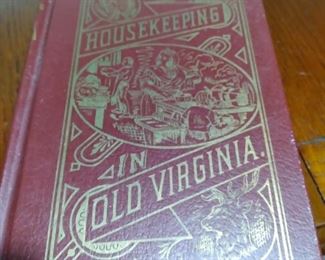 HOUSEKEEPING
IN
OLD VIRGINIA.